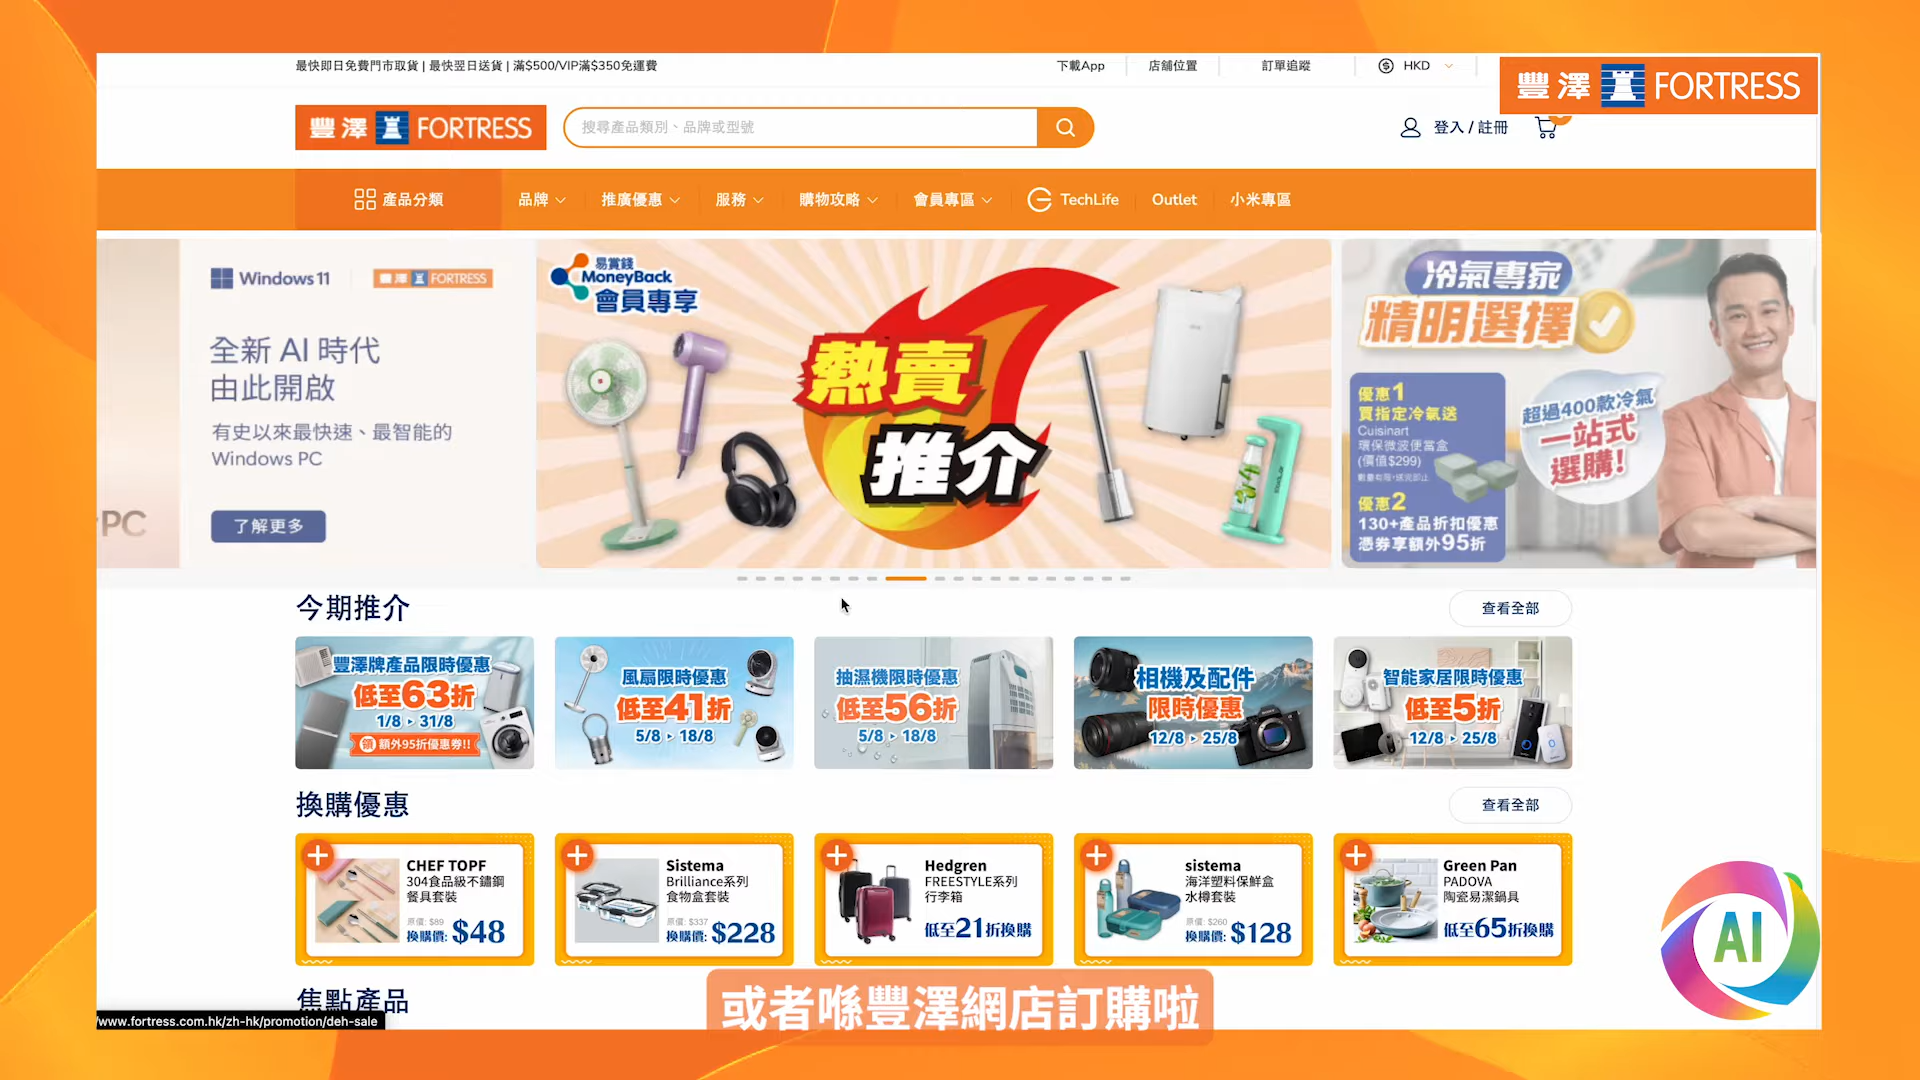 最快即日免費門市取貨 | 最快翌日送貨 | 滿$500/VIP滿$350免運費
下載App
店舖位置
訂單追蹤
HKD
豐澤 FORTRESS
豐澤 FORTRESS
搜尋產品類別、品牌或型號
登入 / 註冊
產品分類
品牌
推廣優惠
服務
購物攻略
會員專區
TechLife
Outlet
小米專區
Windows 11
豐澤 FORTRESS
全新 AI 時代
由此開啟
有史以來最快速、最智能的
Windows PC
PC
了解更多
易賞錢
MoneyBack
會員專享
熱賣
推介
冷氣專家
精明選擇
優惠1
買指定冷氣送
Cuisinart
環保微波便當盒
(價值$299)
優惠2
130+產品折扣優惠
憑券享額外95折
超過400款冷氣
一站式
選購!
今期推介
查看全部
豐澤牌產品限時優惠
低至63折
1/8 ▸ 31/8
領 額外95折優惠券!!
風扇限時優惠
低至41折
5/8 ▸ 18/8
抽濕機限時優惠
低至56折
5/8 ▸ 18/8
相機及配件
限時優惠
12/8 ▸ 25/8
智能家居限時優惠
低至5折
12/8 ▸ 25/8
換購優惠
查看全部
CHEF TOPF
304食品級不鏽鋼
餐具套裝
原價: $89
換購價: $48
Sistema
Brilliance系列
食物盒套裝
原價: $337
換購價: $228
Hedgren
FREESTYLE系列
行李箱
低至21折換購
sistema
海洋塑料保鮮盒
水樽套裝
原價: $260
換購價: $128
Green Pan
PADOVA
陶瓷易潔鍋具
低至65折換購
AI
焦點產品
或者喺豐澤網店訂購啦
www.fortress.com.hk/zh-hk/promotion/deh-sale